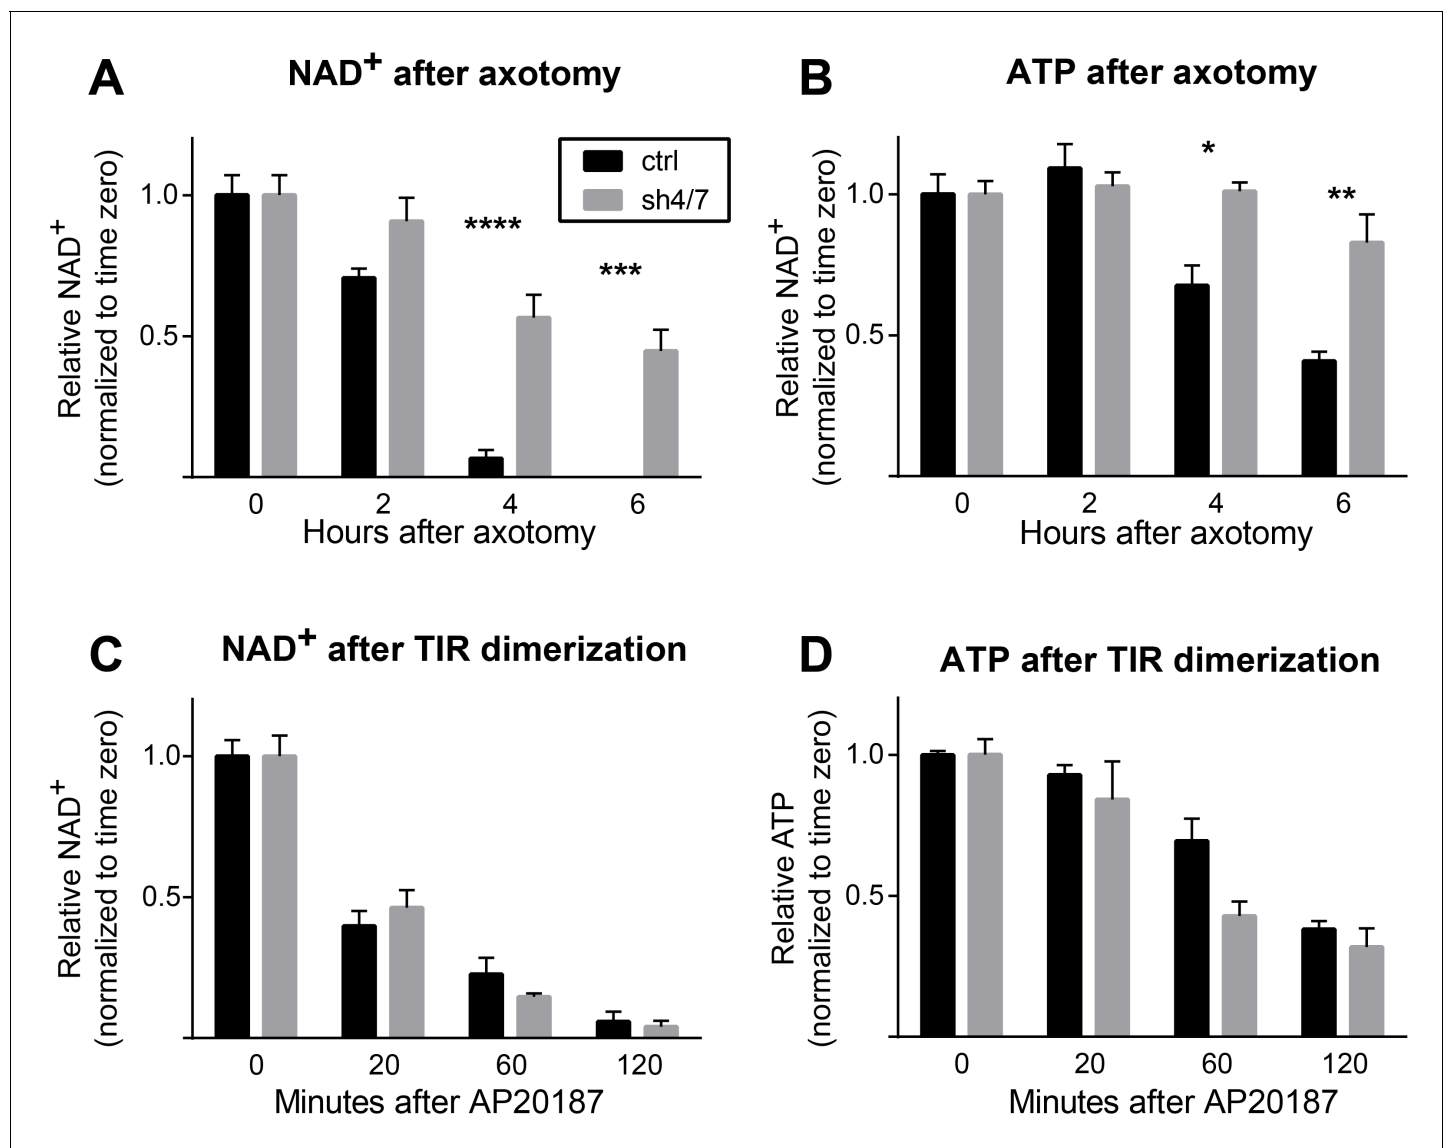 A
NAD+ after axotomy
Relative NAD+
(normalized to time zero)
1.0
0.5
ctrl
sh4/7
****
***
0 2 4 6
Hours after axotomy
B
ATP after axotomy
Relative NAD+
(normalized to time zero)
1.0
0.5
*
**
0 2 4 6
Hours after axotomy
C
NAD+ after TIR dimerization
Relative NAD+
(normalized to time zero)
1.0
0.5
0 20 60 120
Minutes after AP20187
D
ATP after TIR dimerization
Relative ATP
(normalized to time zero)
1.0
0.5
0 20 60 120
Minutes after AP20187